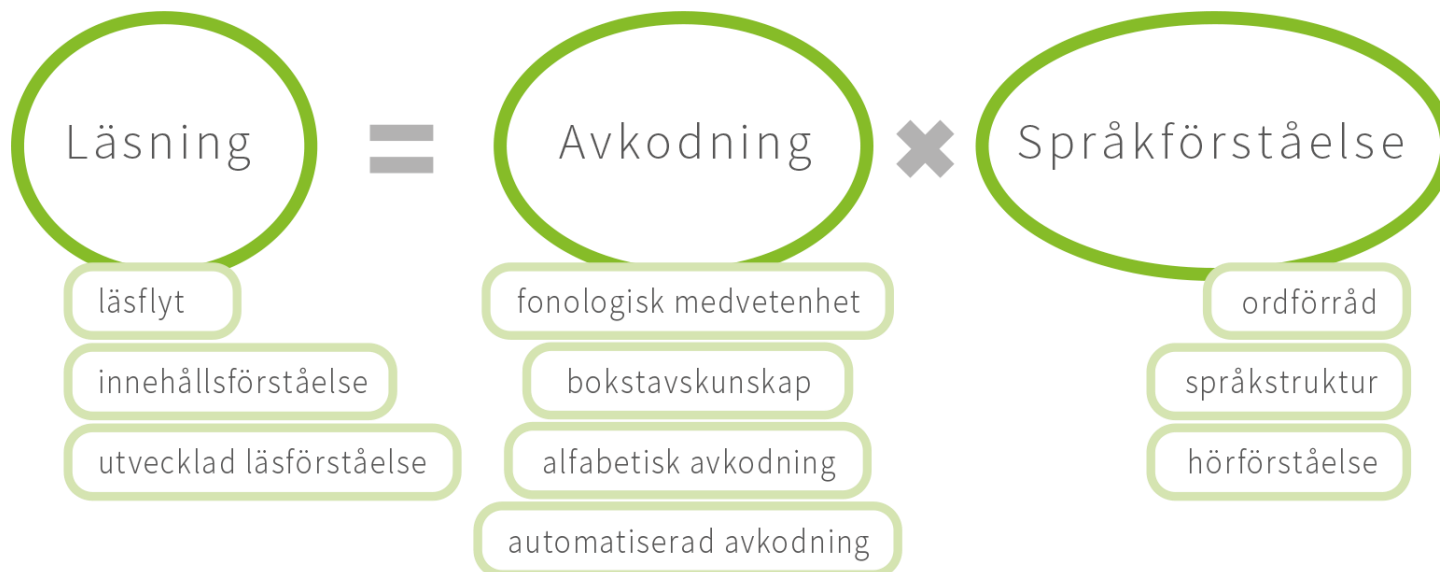 Läsning = Avkodning × Språkförståelse
läsflyt
innehållsförståelse
utvecklad läsförståelse
fonologisk medvetenhet
bokstavskunskap
alfabetisk avkodning
automatiserad avkodning
ordförråd
språkstruktur
hörförståelse